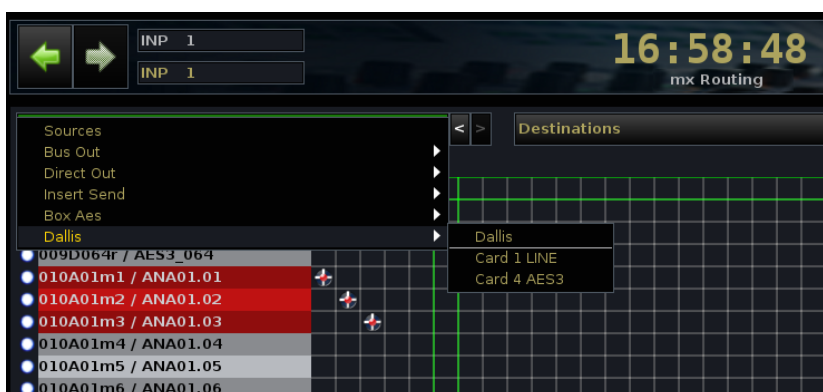 INP 1
16:58:48
INP 1
mx Routing
< >
Destinations
Sources
Bus Out
Direct Out
Insert Send
Box Aes
Dallis
Dallis
Card 1 LINE
Card 4 AES3
009D064r / AES3_064
010A01m1 / ANA01.01
010A01m2 / ANA01.02
010A01m3 / ANA01.03
010A01m4 / ANA01.04
010A01m5 / ANA01.05
010A01m6 / ANA01.06